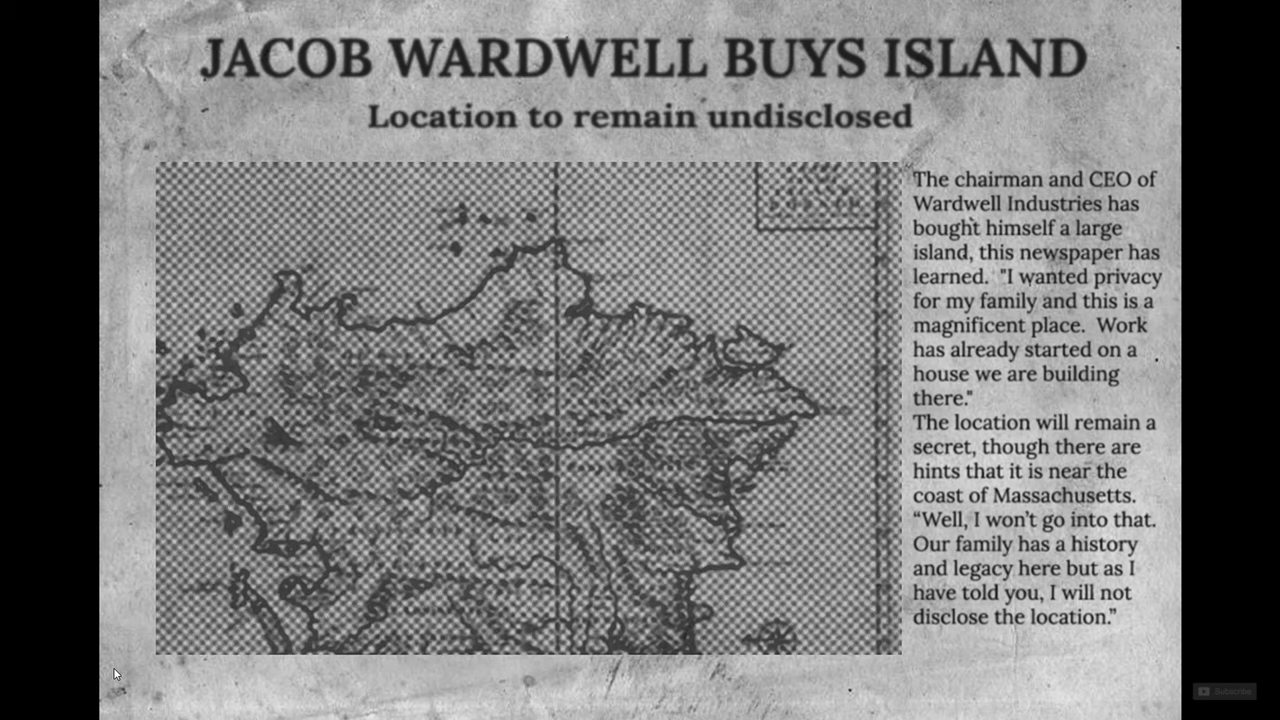 JACOB WARDWELL BUYS ISLAND
Location to remain undisclosed
The chairman and CEO of
Wardwell Industries has
bought himself a large
island, this newspaper has
learned.  "I wanted privacy
for my family and this is a
magnificent place.  Work
has already started on a
house we are building
there."
The location will remain a
secret, though there are
hints that it is near the
coast of Massachusetts.
“Well, I won’t go into that.
Our family has a history
and legacy here but as I
have told you, I will not
disclose the location.”
Subscribe